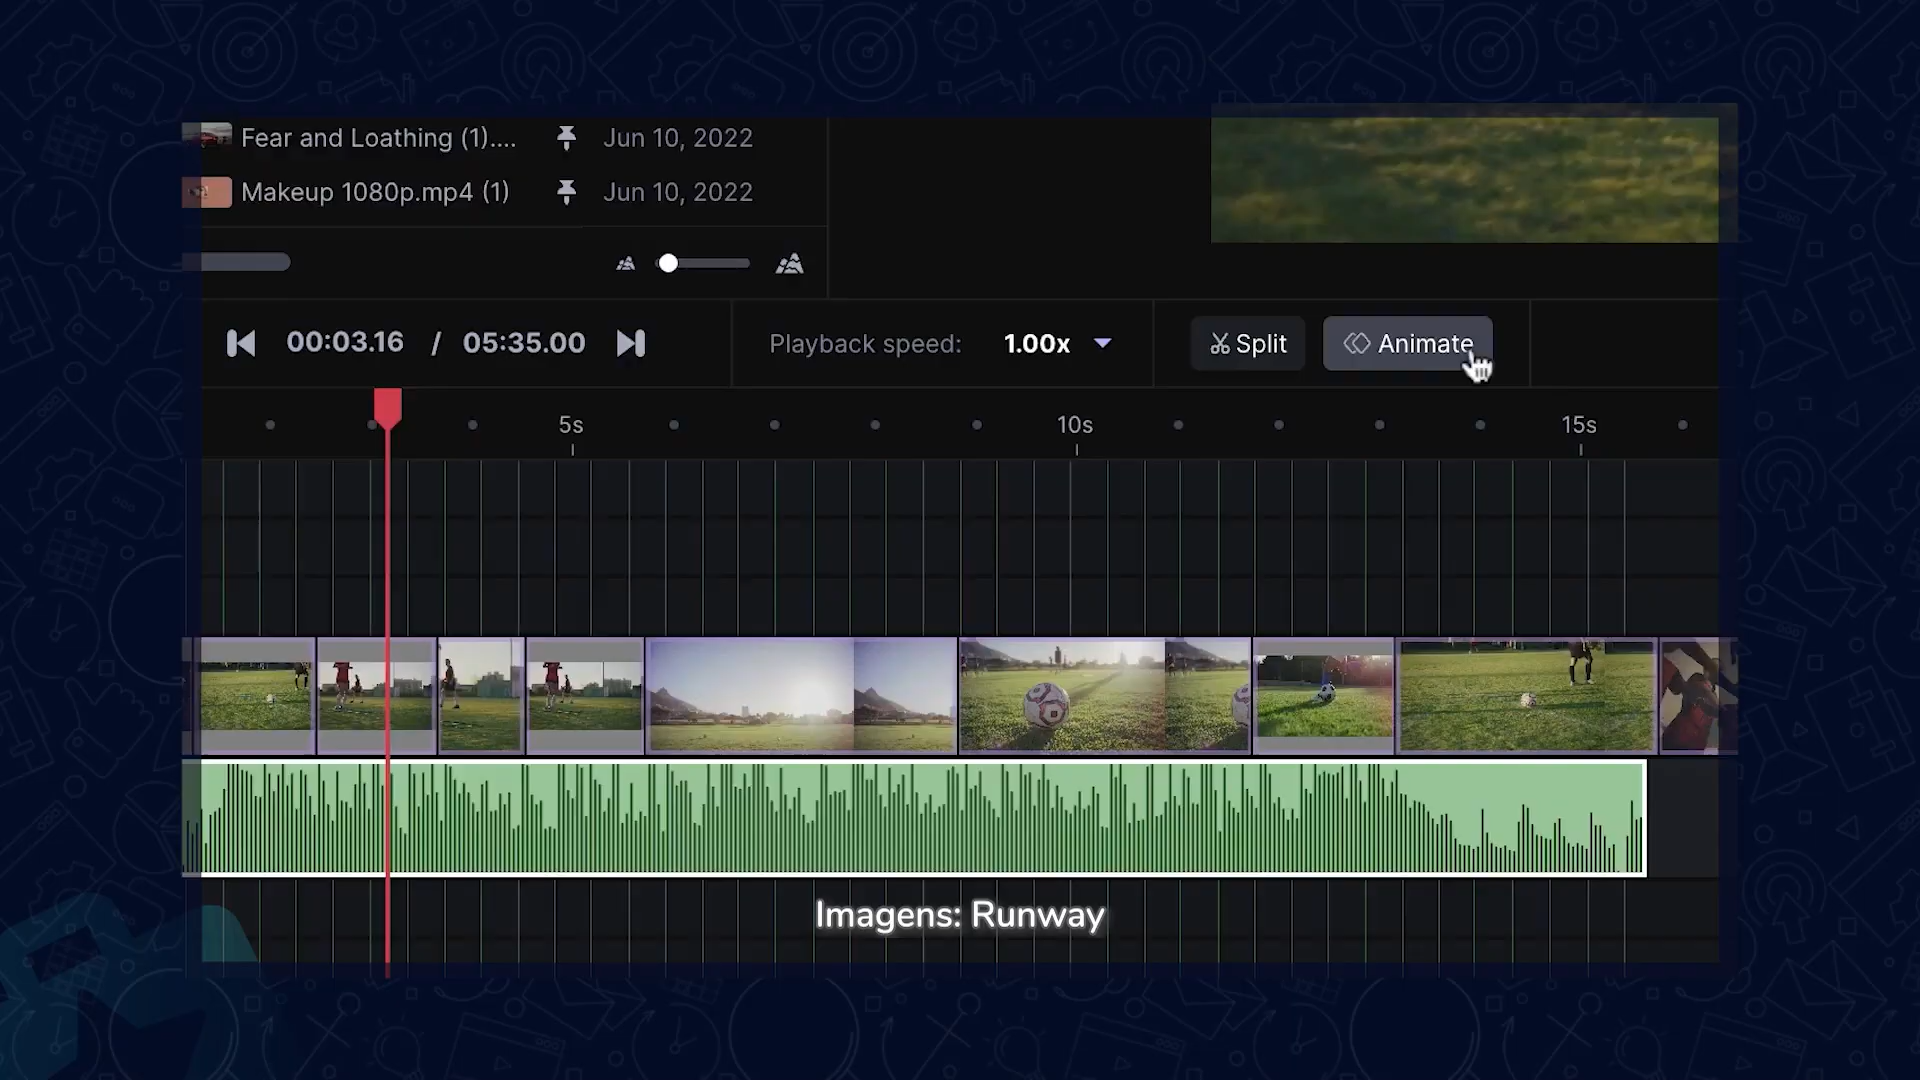 Fear and Loathing (1).... Jun 10, 2022
Makeup 1080p.mp4 (1) Jun 10, 2022
00:03.16 / 05:35.00 Playback speed: 1.00x Split Animate
5s 10s 15s
Imagens: Runway